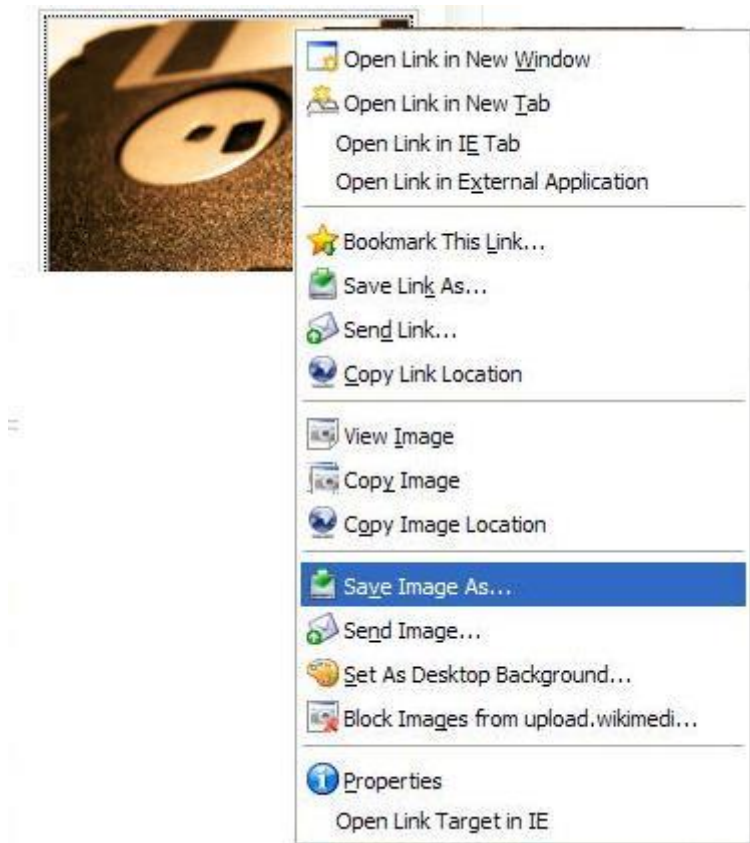 Open Link in New Window
Open Link in New Tab
Open Link in IE Tab
Open Link in External Application
Bookmark This Link...
Save Link As...
Send Link...
Copy Link Location
View Image
Copy Image
Copy Image Location
Save Image As...
Send Image...
Set As Desktop Background...
Block Images from upload.wikimedi...
Properties
Open Link Target in IE